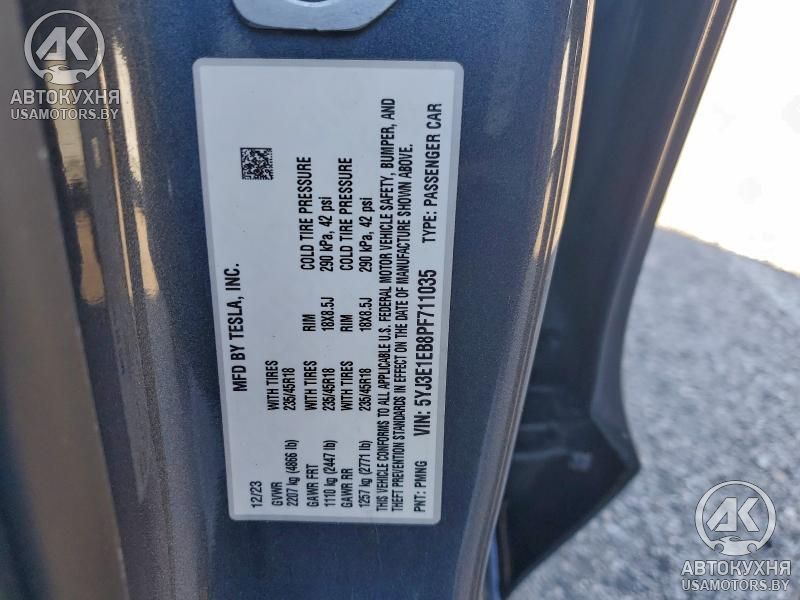 AK
АВТОКУХНЯ
USAMOTORS.BY
MFD BY TESLA, INC.
12/23
GVWR WITH TIRES RIM COLD TIRE PRESSURE
2207 kg (4866 lb) 235/45R18 18X8.5J 290 kPa, 42 psi
GAWR FRT WITH TIRES RIM COLD TIRE PRESSURE
1110 kg (2447 lb) 235/45R18 18X8.5J 290 kPa, 42 psi
GAWR RR
1257 kg (2771 lb) 235/45R18
THIS VEHICLE CONFORMS TO ALL APPLICABLE U.S. FEDERAL MOTOR VEHICLE SAFETY, BUMPER, AND
THEFT PREVENTION STANDARDS IN EFFECT ON THE DATE OF MANUFACTURE SHOWN ABOVE.
PNT: PMNG VIN: 5YJ3E1EB8PF711035 TYPE: PASSENGER CAR
AK
АВТОКУХНЯ
USAMOTORS.BY